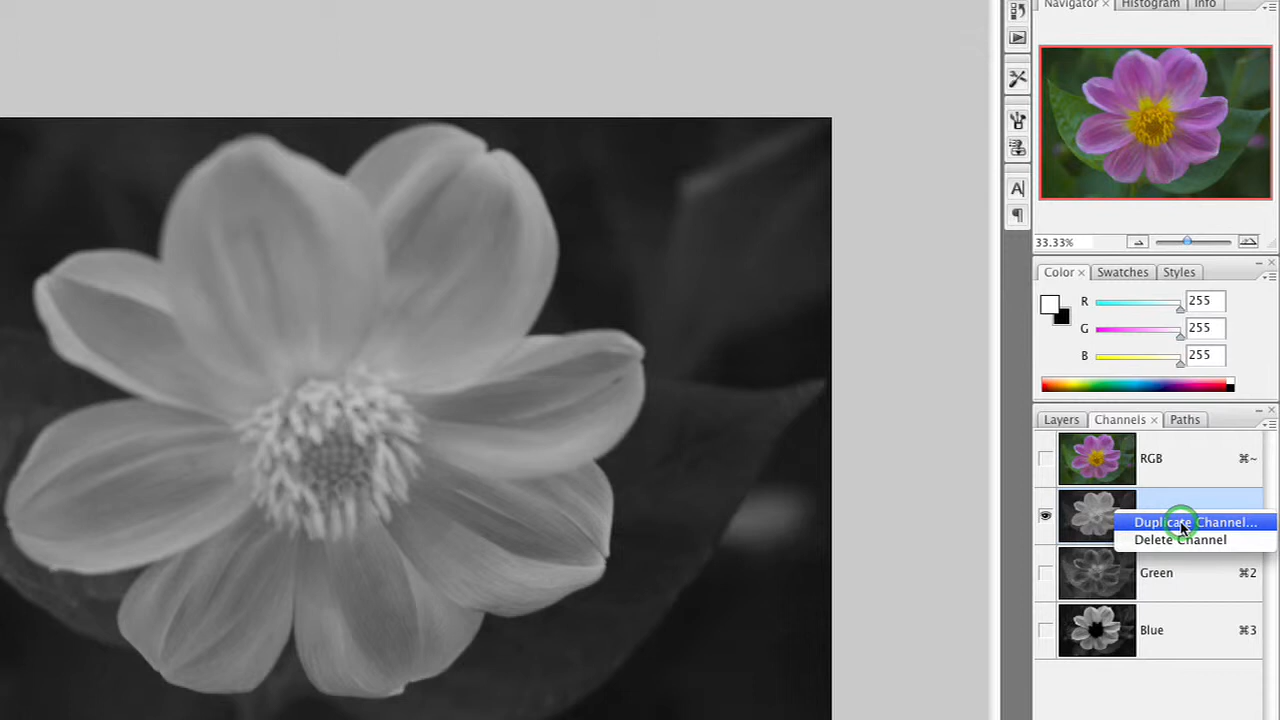 Navigator × Histogram Info
33.33%
Color × Swatches Styles
R 255
G 255
B 255
Layers Channels × Paths
RGB ⌘~
Duplicate Channel...
Delete Channel
Green ⌘2
Blue ⌘3
A
¶